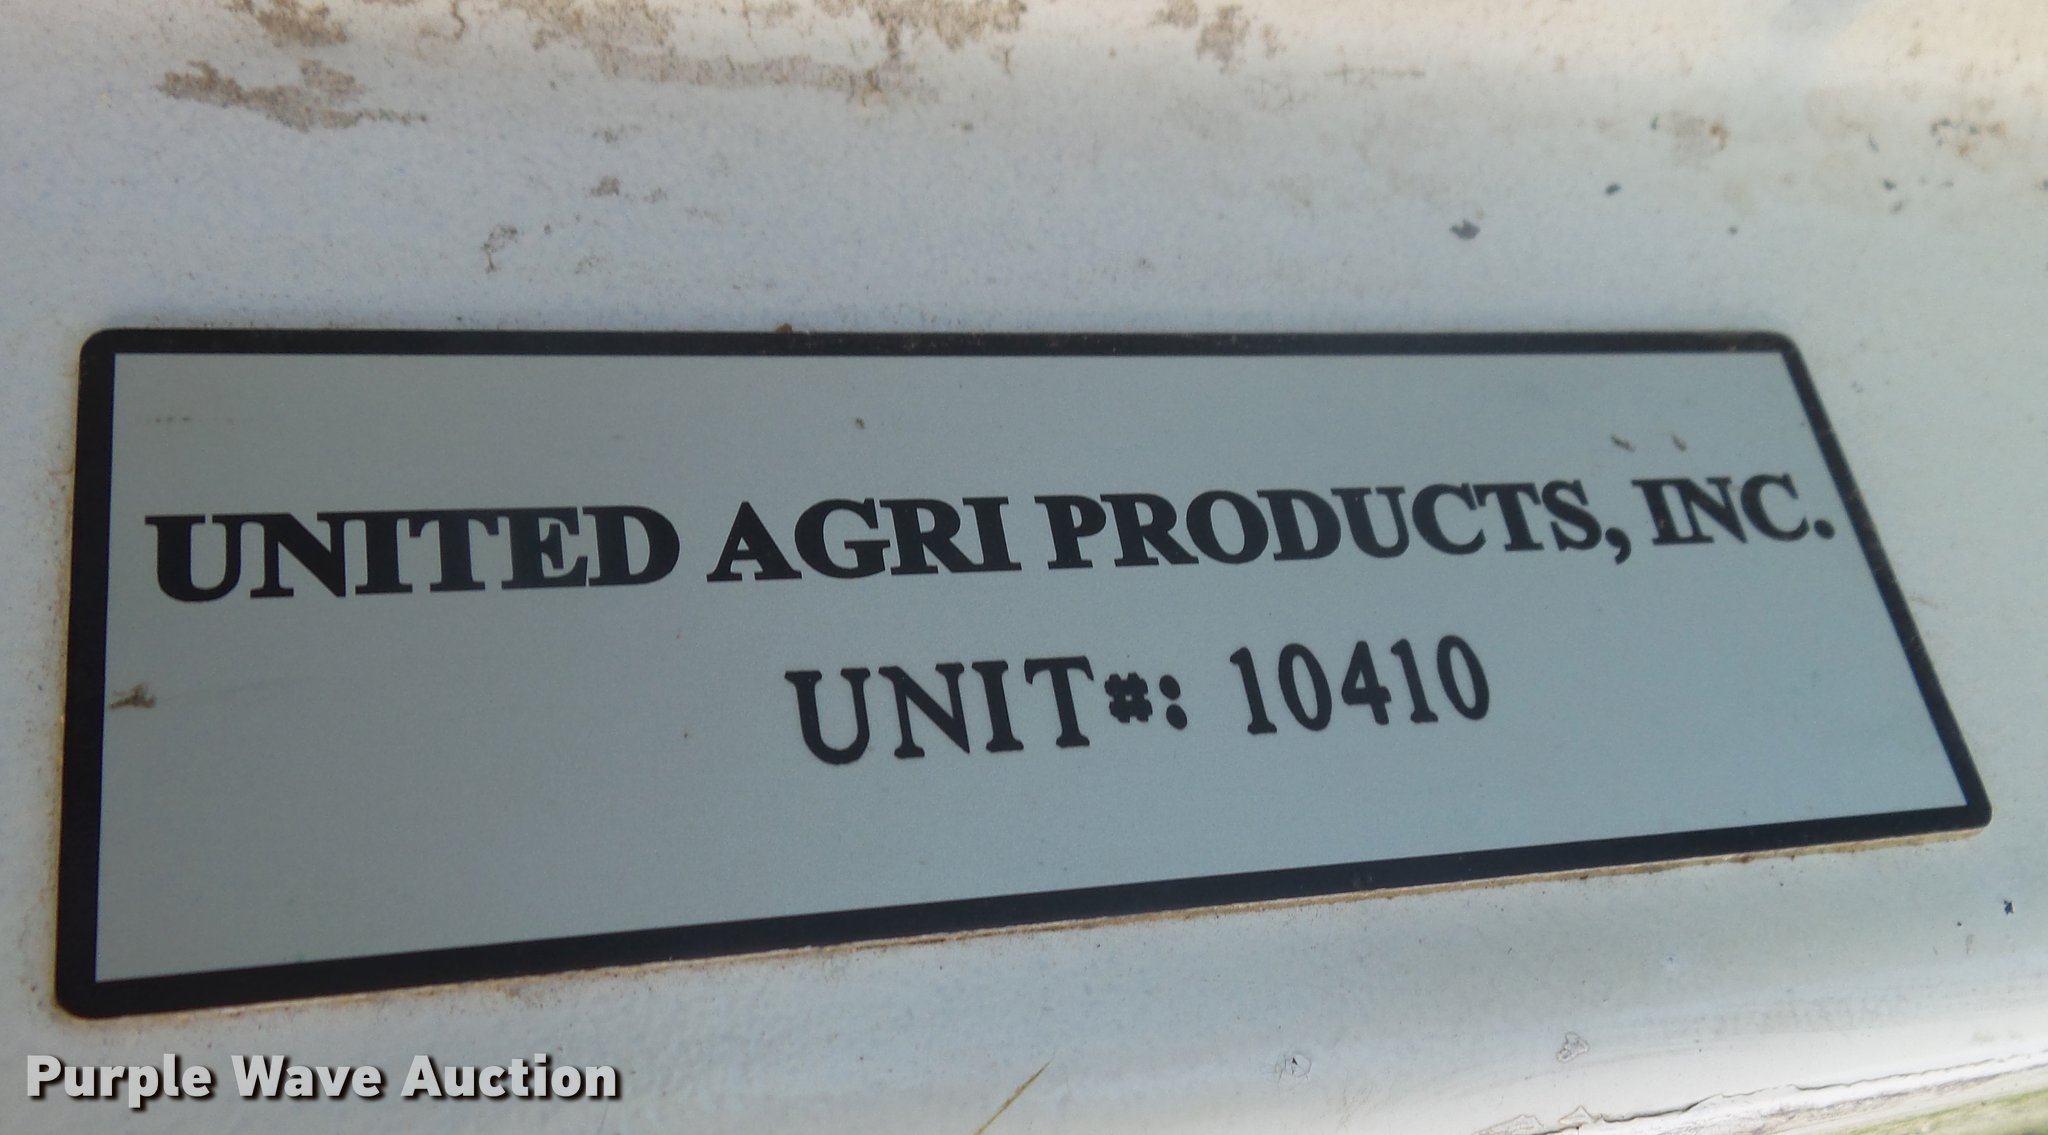 UNITED AGRI PRODUCTS, INC.
UNIT#: 10410
Purple Wave Auction